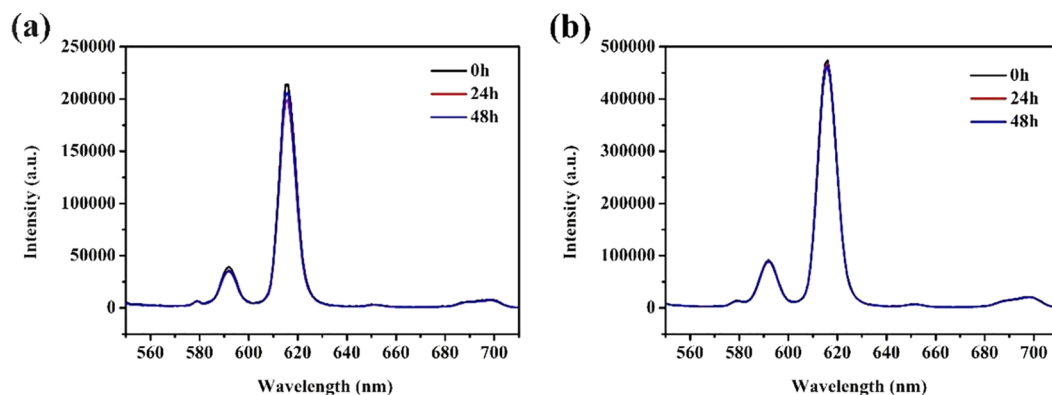 (a)
250000
200000
150000
100000
50000
0
Intensity (a.u.)
0h
24h
48h
560 580 600 620 640 660 680 700
Wavelength (nm)
(b)
500000
400000
300000
200000
100000
0
Intensity (a.u.)
0h
24h
48h
560 580 600 620 640 660 680 700
Wavelength (nm)